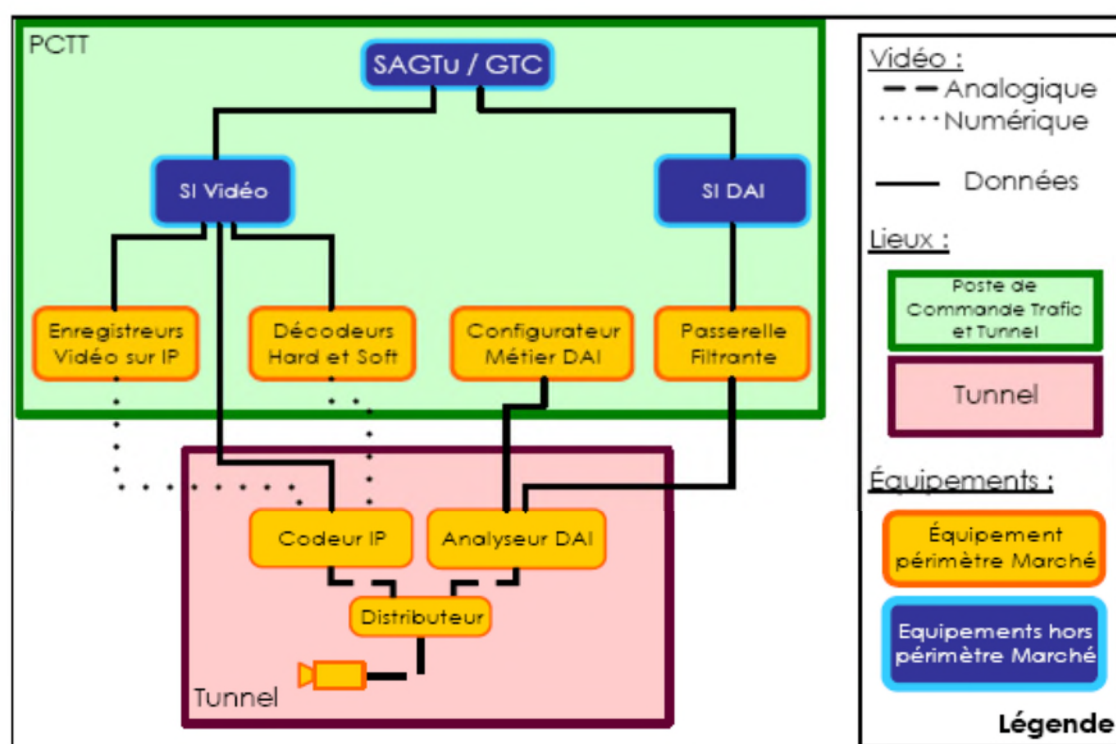 PCTT
SAGTu / GTC
SI Vidéo
SI DAI
Enregistreurs
Vidéo sur IP
Décodeurs
Hard et Soft
Configurateur
Métier DAI
Passerelle
Filtrante
Codeur IP
Analyseur DAI
Distributeur
Tunnel
Vidéo :
Analogique
Numérique
Données
Lieux :
Poste de
Commande Trafic
et Tunnel
Tunnel
Équipements :
Équipement
périmètre Marché
Equipements hors
périmètre Marché
Légende